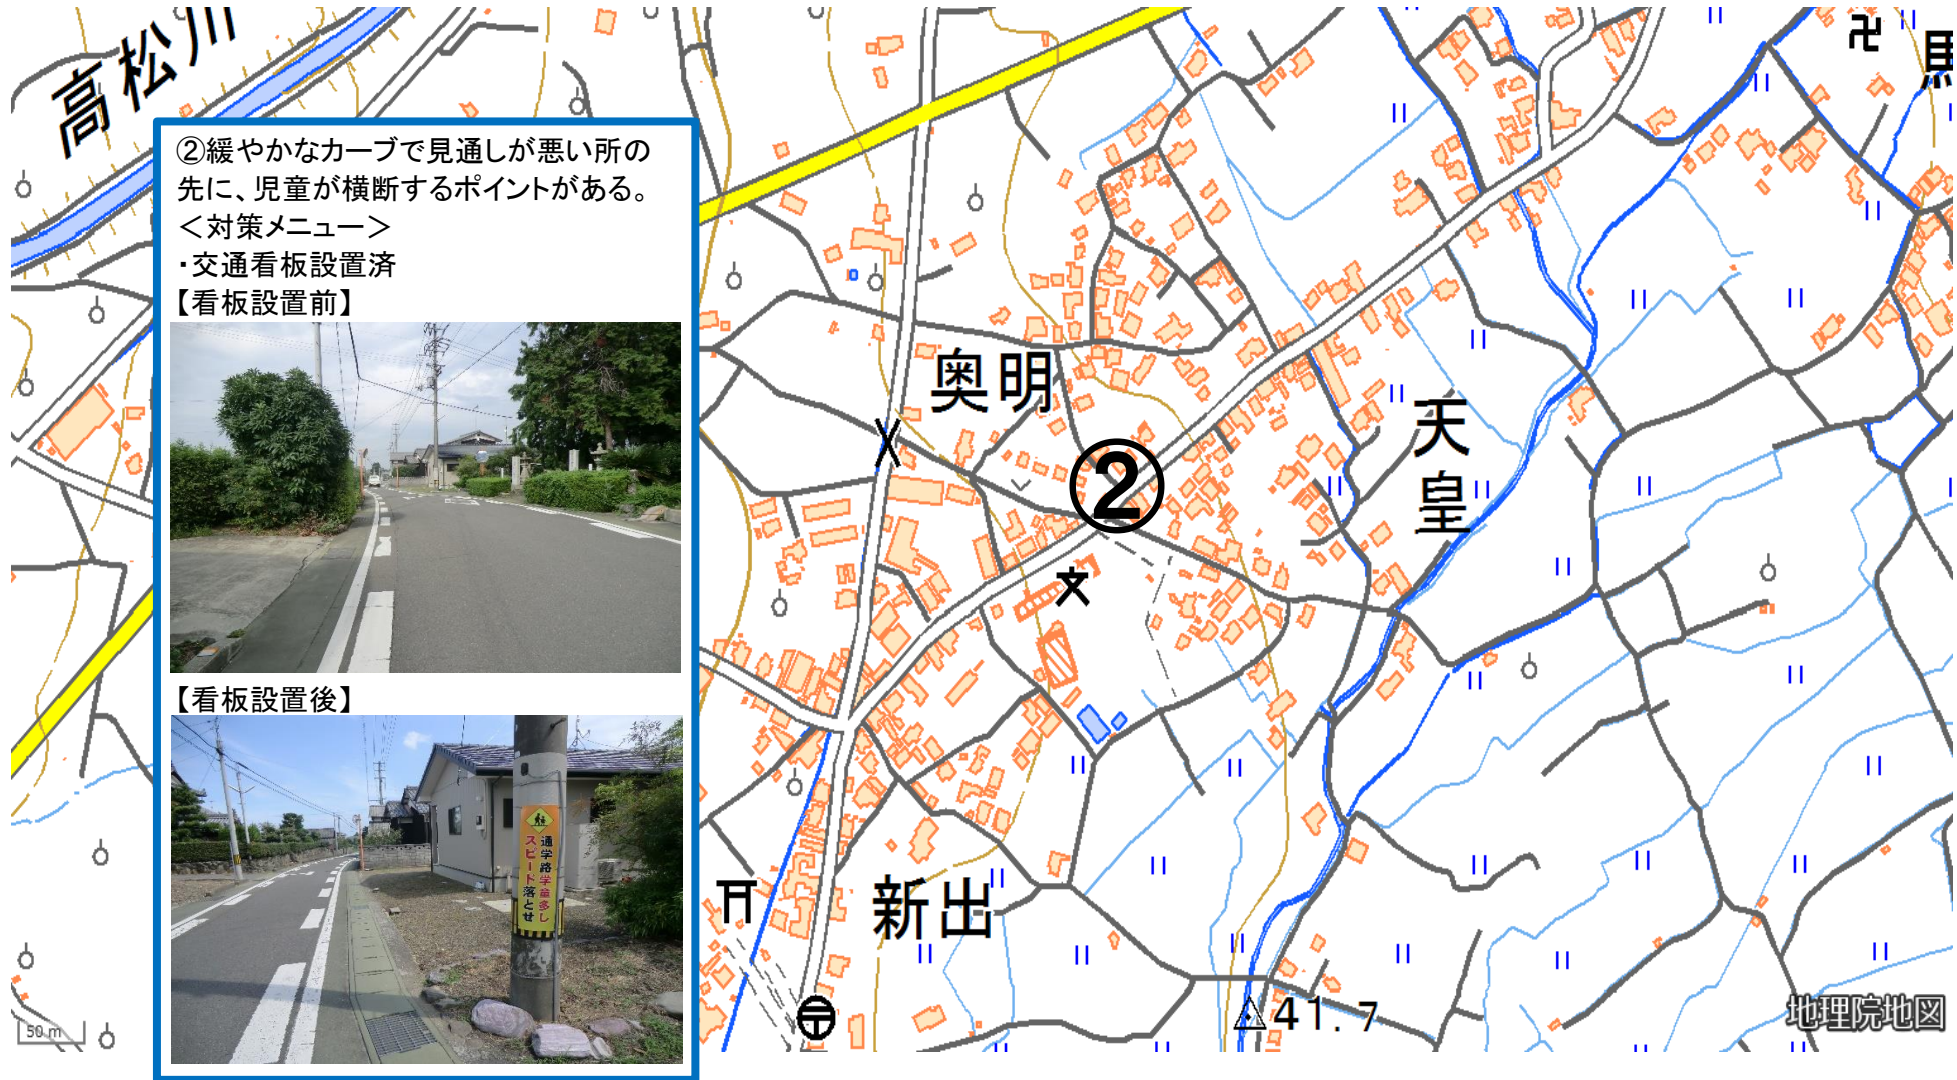 高松川
②緩やかなカーブで見通しが悪い所の
先に、児童が横断するポイントがある。
＜対策メニュー＞
・交通看板設置済
【看板設置前】
【看板設置後】
通学路学童多し
スピード落とせ
奥明
②
天皇
新出
馬
41.7
50 m
地理院地図